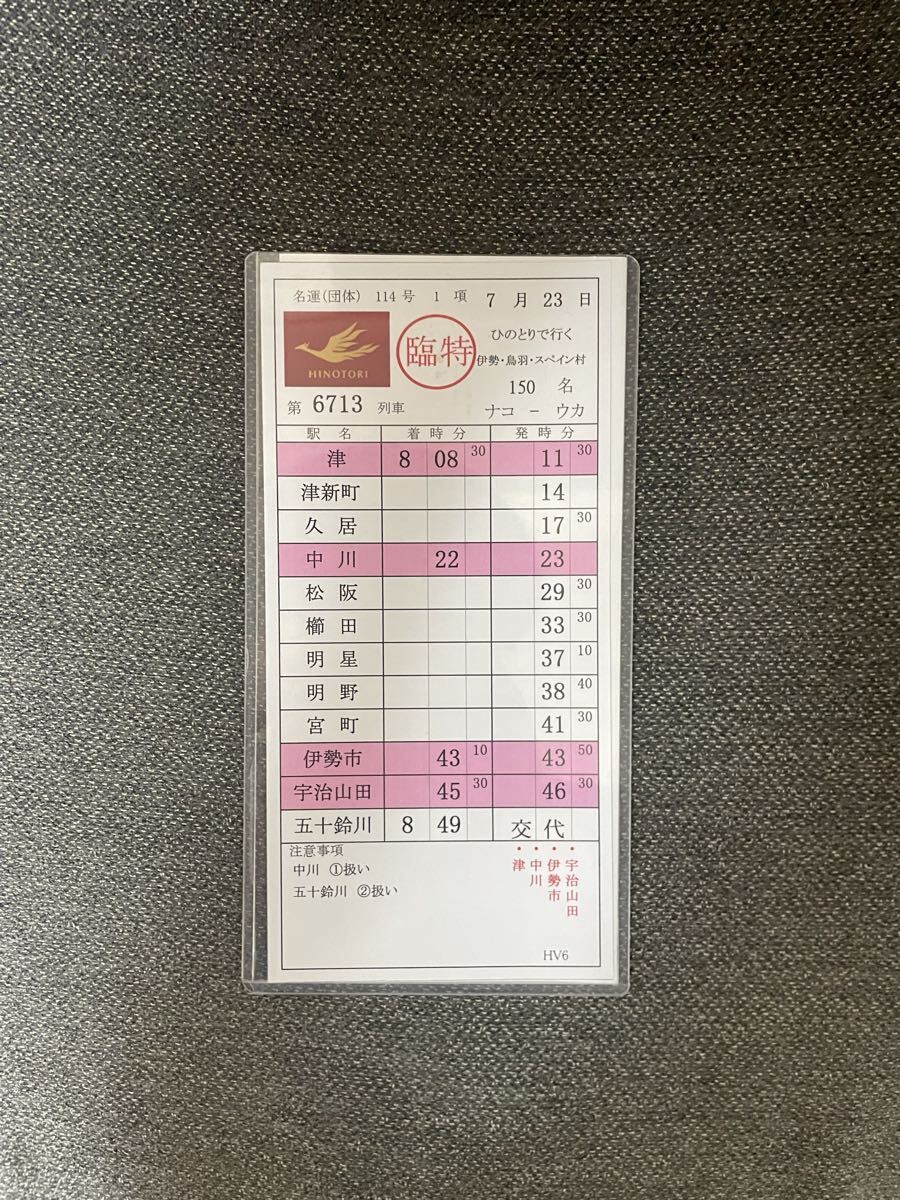 名運(団体) 114号 1 項 7 月 23 日
HINOTORI
臨特
ひのとりで行く
伊勢・鳥羽・スペイン村
150 名
第 6713 列車
ナコ － ウカ
駅 名 着 時 分 発 時 分
津 8 08 30 11 30
津新町 14
久居 17 30
中川 22 23
松阪 29 30
櫛田 33 30
明星 37 10
明野 38 40
宮町 41 30
伊勢市 43 10 43 50
宇治山田 45 30 46 30
五十鈴川 8 49 交代
注意事項
中川 ①扱い
五十鈴川 ②扱い
・宇治山田
・伊勢市
・中川
・津
HV6